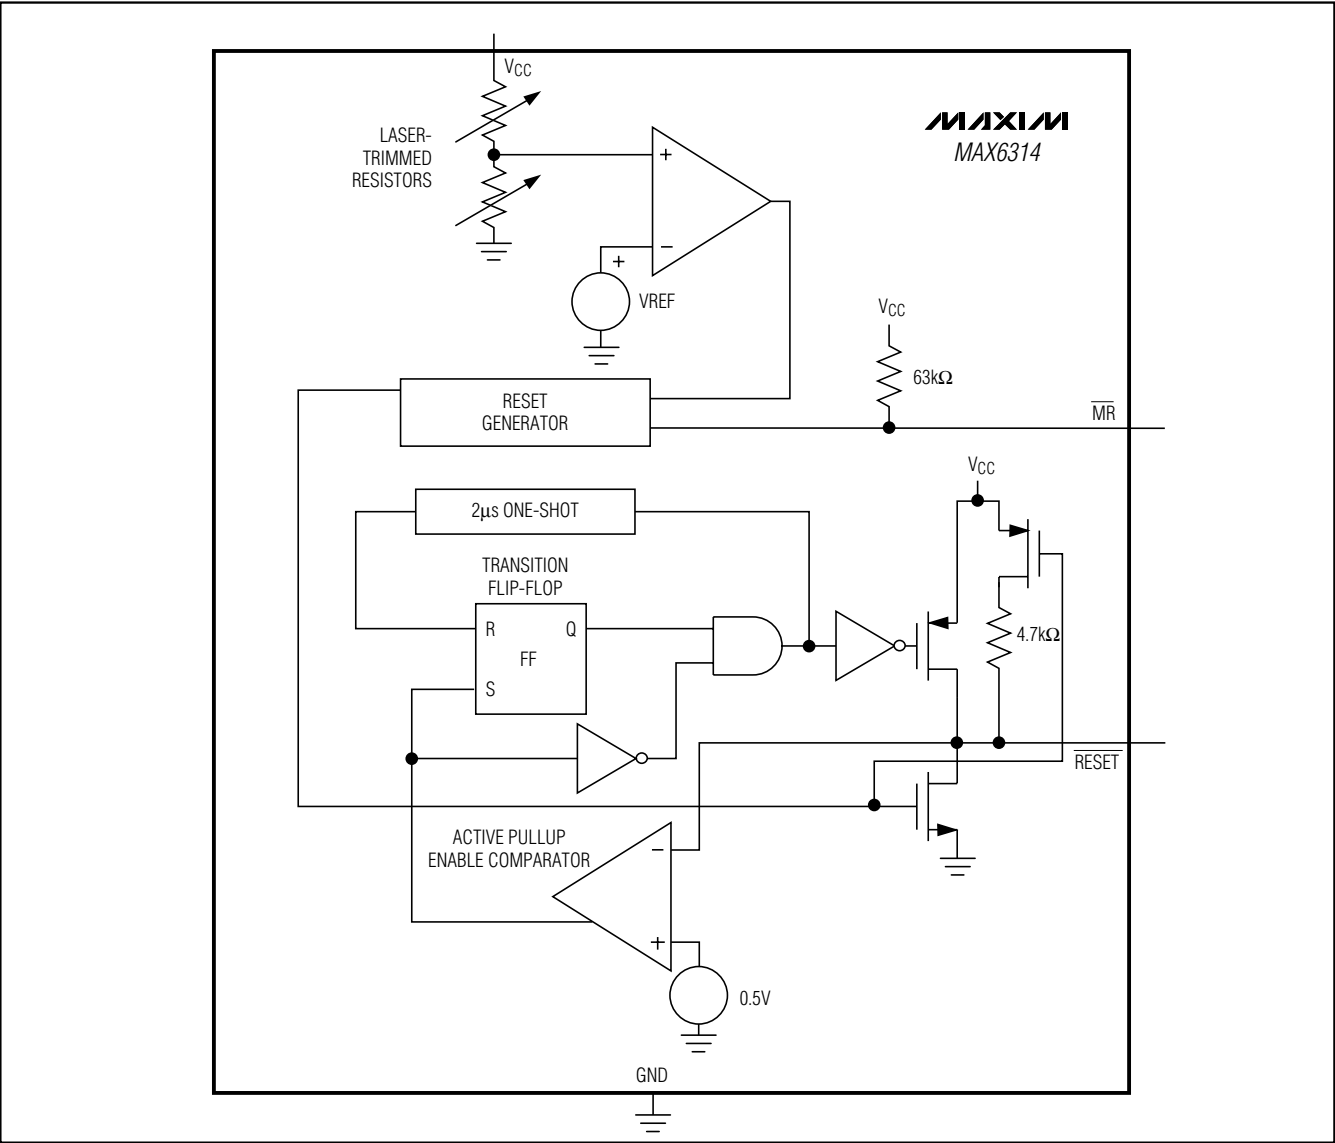 VCC
LASER-
TRIMMED
RESISTORS
MAXIM
MAX6314
+
−
+
VREF
VCC
63kΩ
RESET
GENERATOR
MR
VCC
2µs ONE-SHOT
TRANSITION
FLIP-FLOP
R
Q
FF
S
4.7kΩ
RESET
ACTIVE PULLUP
ENABLE COMPARATOR
−
+
0.5V
GND